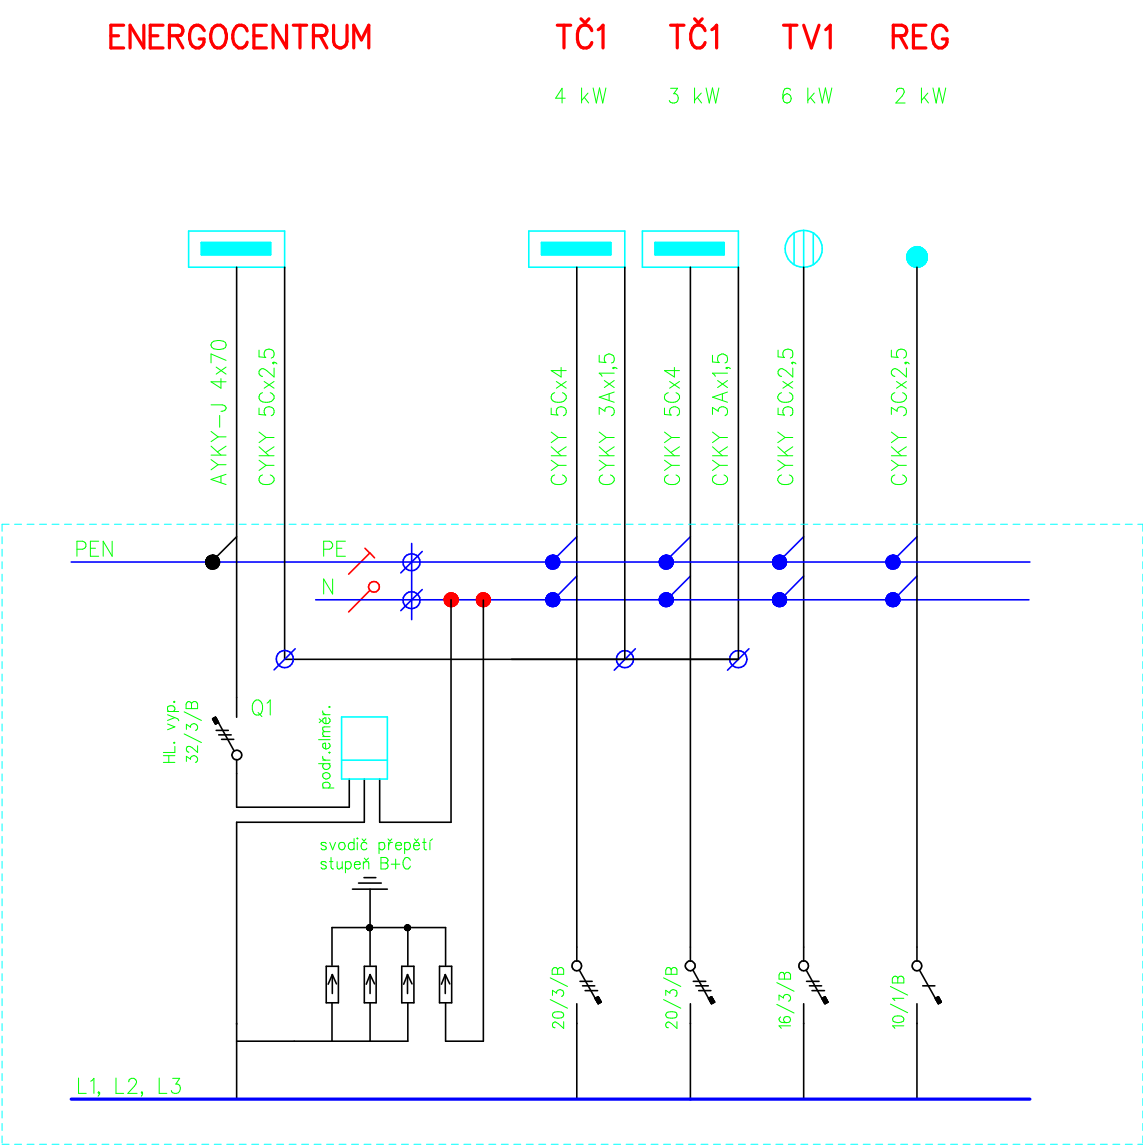 ENERGOCENTRUM
TČ1
TČ1
TV1
REG
4 kW
3 kW
6 kW
2 kW
AYKY-J 4x70
CYKY 5Cx2,5
CYKY 5Cx4
CYKY 3Ax1,5
CYKY 5Cx4
CYKY 3Ax1,5
CYKY 5Cx2,5
CYKY 3Cx2,5
PEN
PE
N
HL. vyp.
32/3/B
Q1
podr.elměr.
svodič přepětí
stupeň B+C
20/3/B
20/3/B
16/3/B
10/1/B
L1, L2, L3